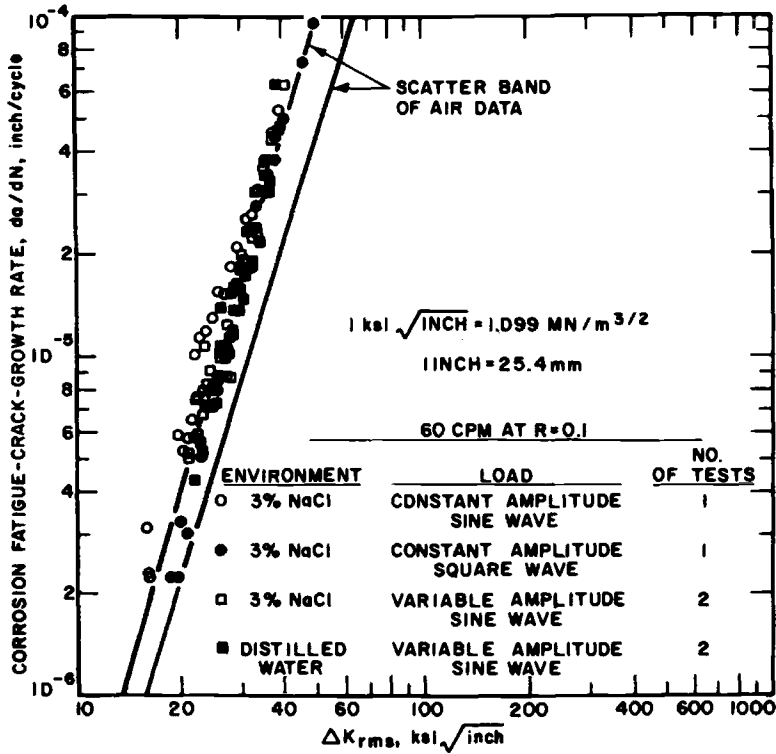 CORROSION FATIGUE-CRACK-GROWTH RATE, da/dN, inch/cycle
10⁻⁴
8
6
4
2
10⁻⁵
8
6
4
2
10⁻⁶
SCATTER BAND
OF AIR DATA
1 ksi √INCH = 1.099 MN/m^3/2
1 INCH = 25.4mm
60 CPM AT R=0.1
ENVIRONMENT LOAD NO. OF TESTS
○ 3% NaCl CONSTANT AMPLITUDE 1
SINE WAVE
● 3% NaCl CONSTANT AMPLITUDE 1
SQUARE WAVE
□ 3% NaCl VARIABLE AMPLITUDE 2
SINE WAVE
■ DISTILLED VARIABLE AMPLITUDE 2
WATER SINE WAVE
10 20 40 60 100 200 400 600 1000
ΔKrms, ksi √inch